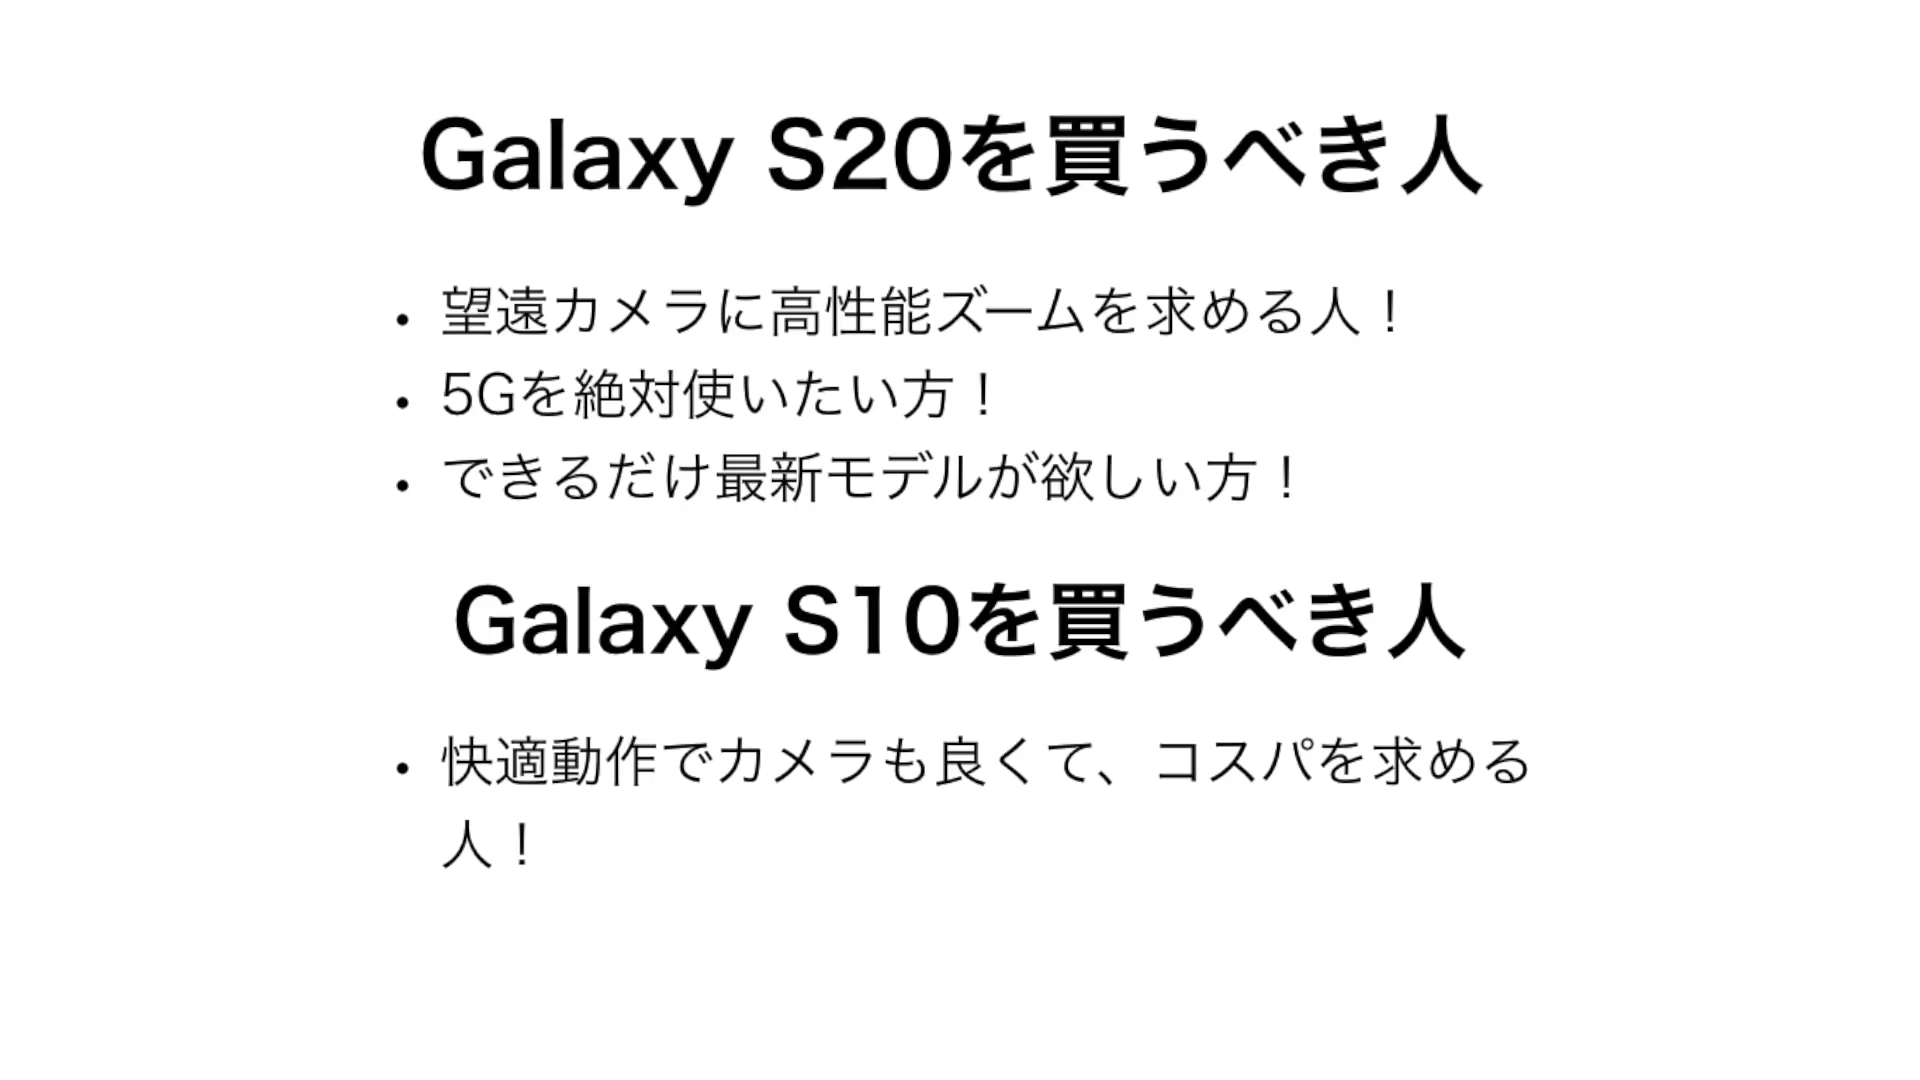 Galaxy S20を買うべき人
• 望遠カメラに高性能ズームを求める人！
• 5Gを絶対使いたい方！
• できるだけ最新モデルが欲しい方！
Galaxy S10を買うべき人
• 快適動作でカメラも良くて、コスパを求める
人！